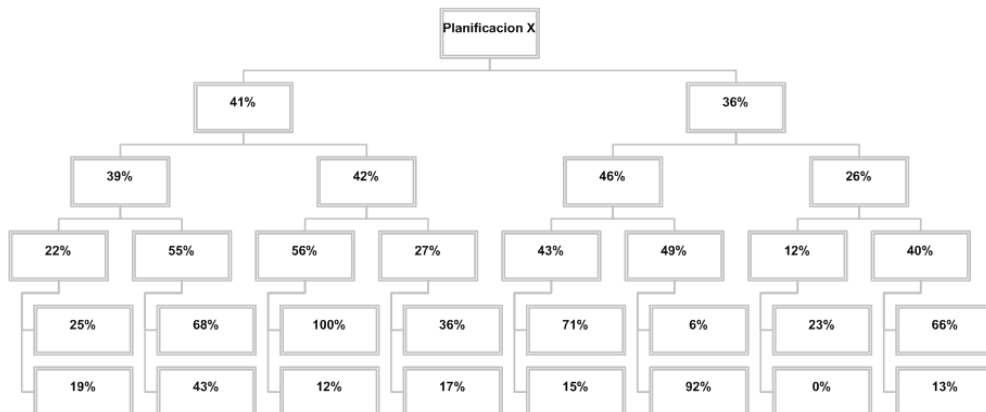 Planificacion X
41% 36%
39% 42% 46% 26%
22% 55% 56% 27% 43% 49% 12% 40%
25% 68% 100% 36% 71% 6% 23% 66%
19% 43% 12% 17% 15% 92% 0% 13%